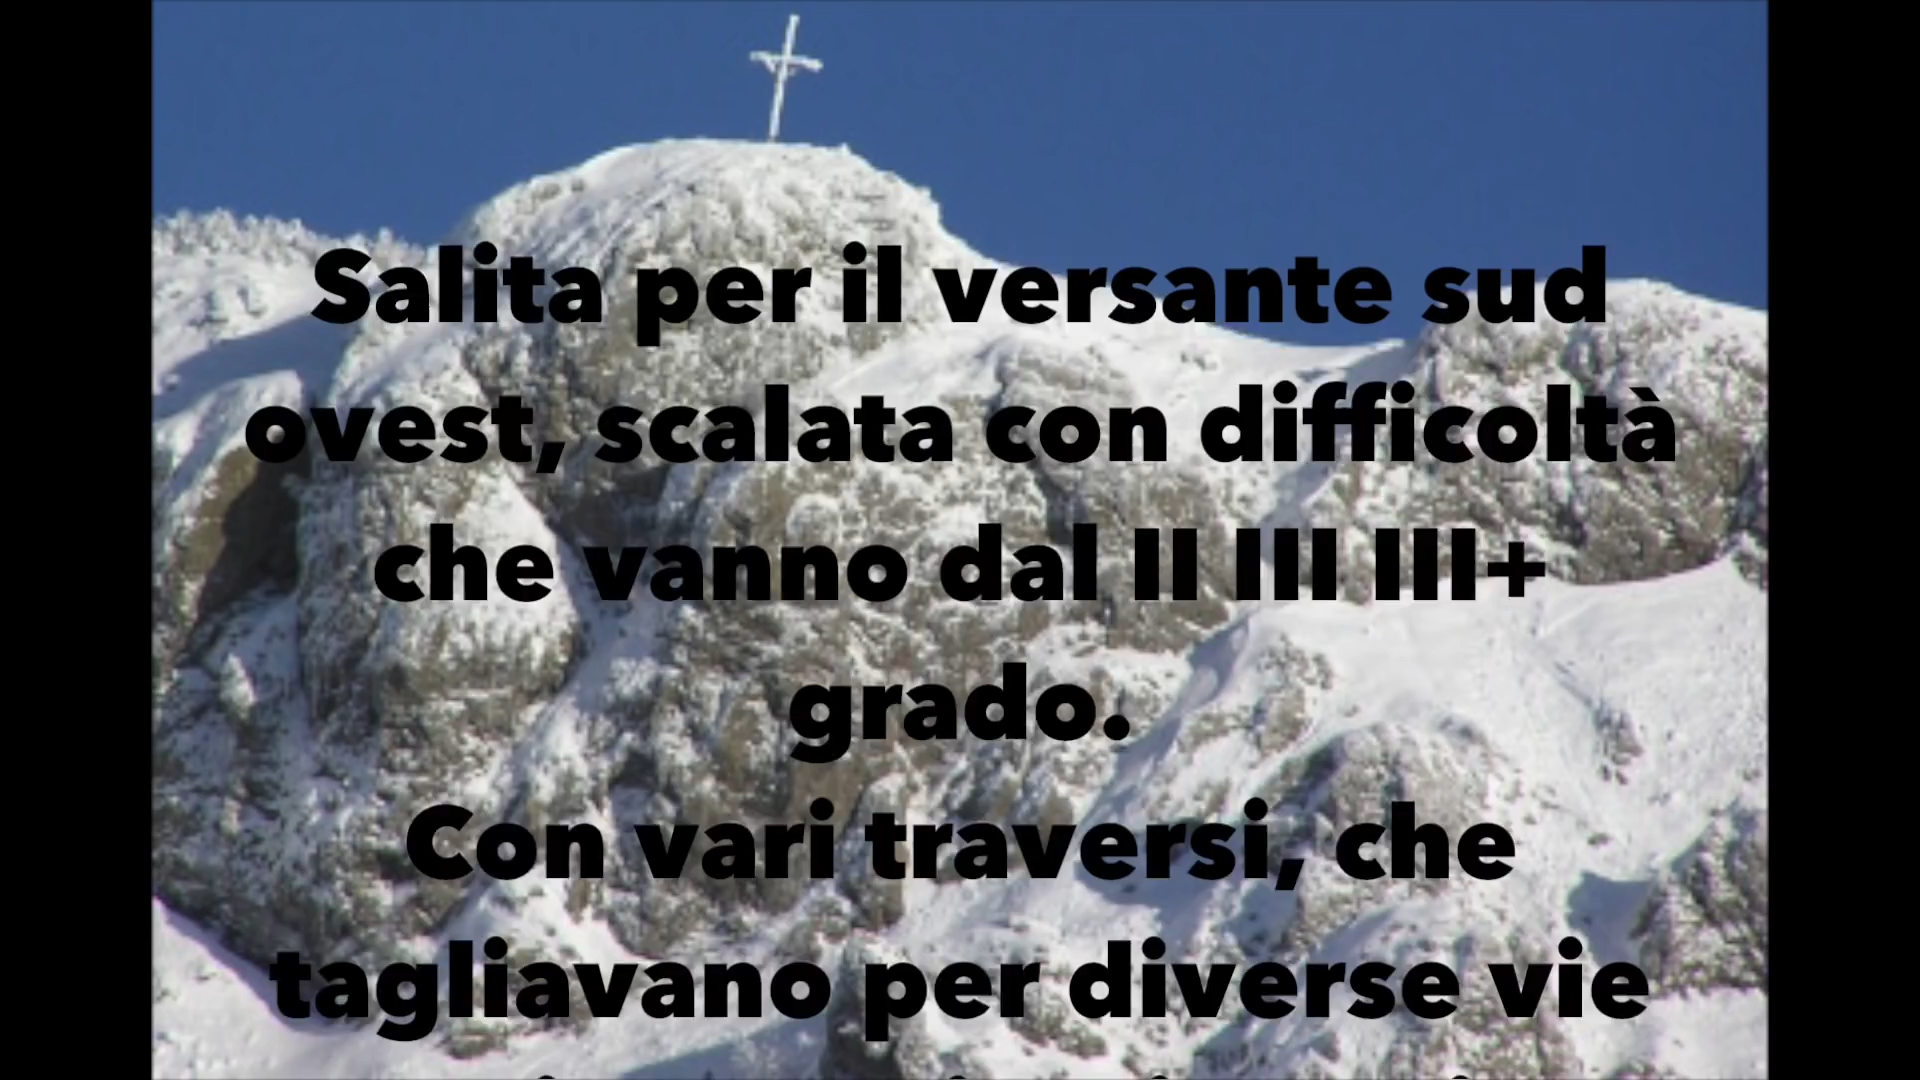 Salita per il versante sud
ovest, scalata con difficoltà
che vanno dal II III III+
grado.
Con vari traversi, che
tagliavano per diverse vie